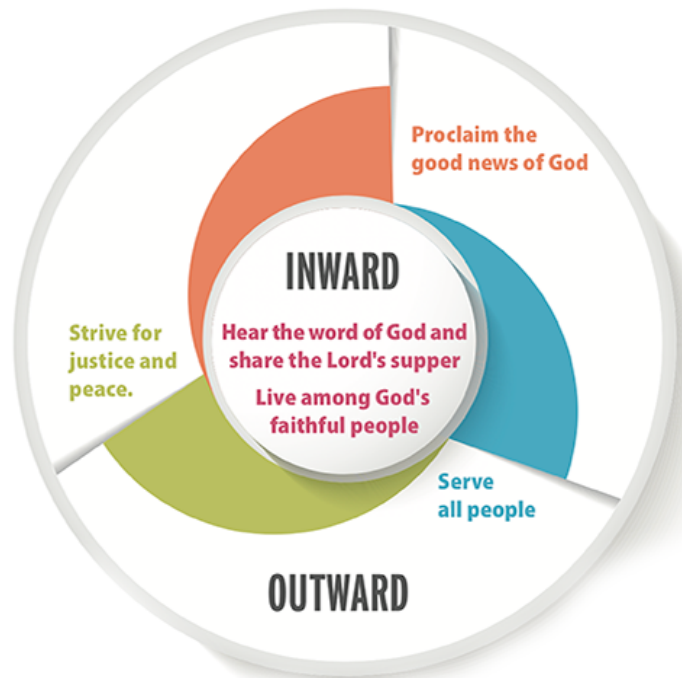 Proclaim the
good news of God
INWARD
Hear the word of God and
share the Lord's supper
Live among God's
faithful people
Strive for
justice and
peace.
Serve
all people
OUTWARD